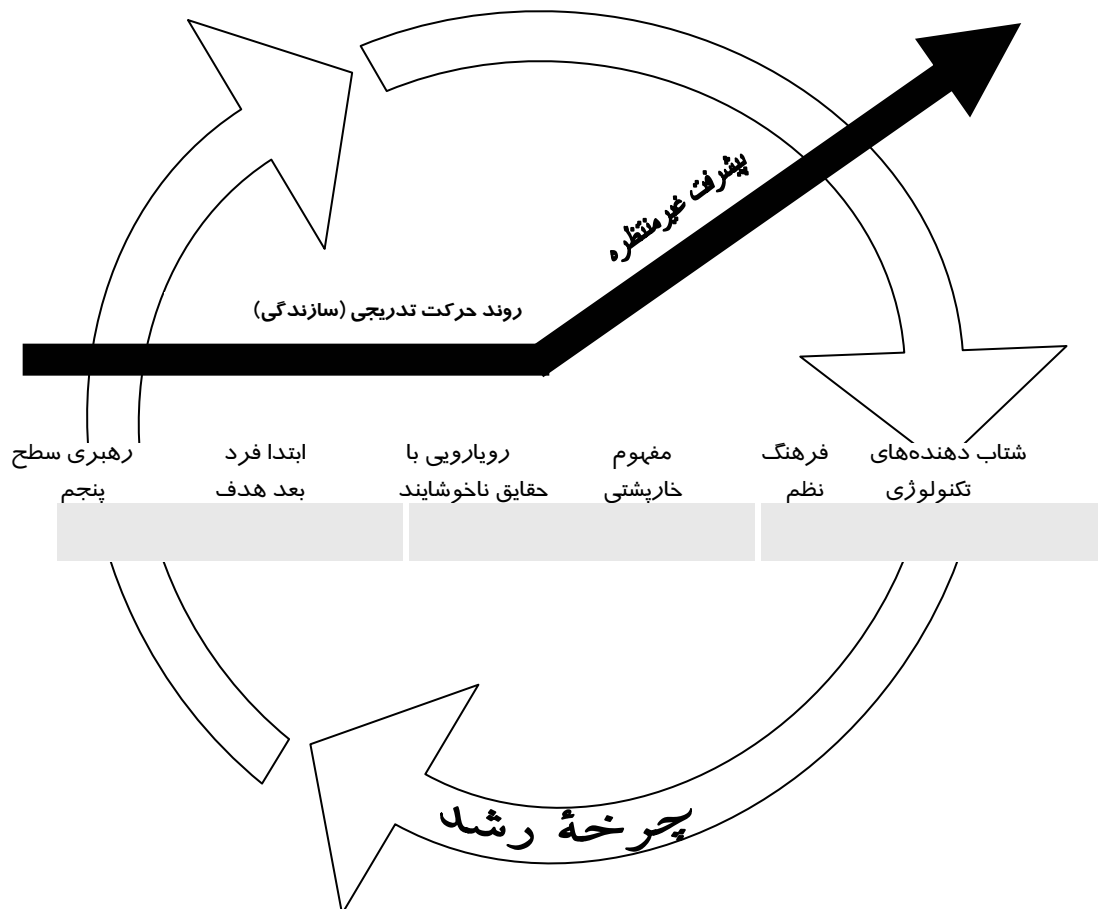 پیشرفت غیرمنتظره
روند حرکت تدریجی (سازندگی)
رهبری سطح
پنجم
ابتدا فرد
بعد هدف
رویارویی با
حقایق ناخوشایند
مفهوم
خارپشتی
فرهنگ
نظم
شتاب دهنده‌های
تکنولوژی
چرخهٔ رشد